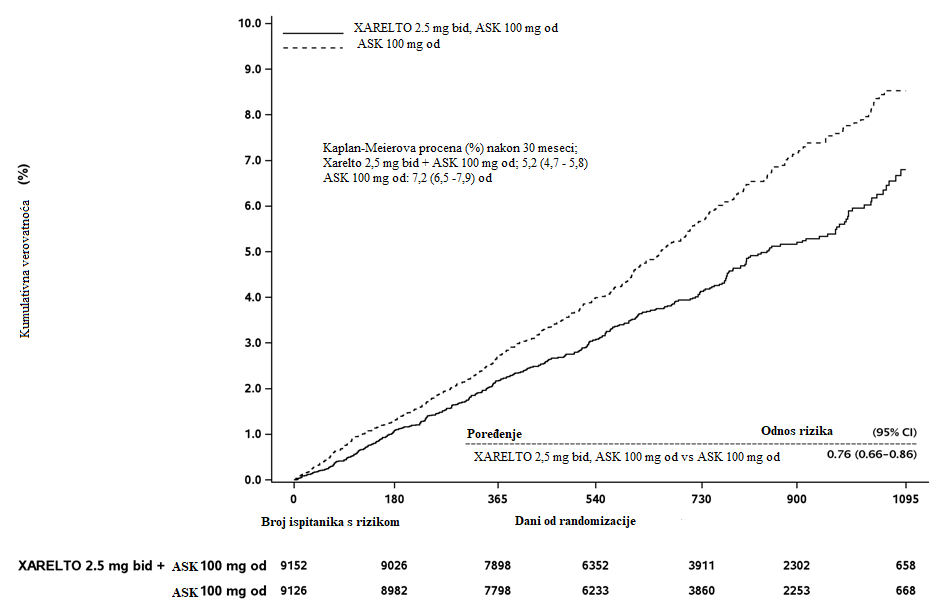 10.0
XARELTO 2.5 mg bid, ASK 100 mg od
ASK 100 mg od
9.0
8.0
Kaplan-Meierova procena (%) nakon 30 meseci;
Xarelto 2,5 mg bid + ASK 100 mg od; 5,2 (4,7 - 5,8)
ASK 100 mg od: 7,2 (6,5 -7,9) od
7.0
6.0
5.0
4.0
3.0
2.0
1.0
0.0
Kumulativna verovatnoća (%)
Poređenje Odnos rizika (95% CI)
XARELTO 2,5 mg bid, ASK 100 mg od vs ASK 100 mg od 0.76 (0.66–0.86)
0 180 365 540 730 900 1095
Broj ispitanika s rizikom Dani od randomizacije
XARELTO 2.5 mg bid + ASK 100 mg od 9152 9026 7898 6352 3911 2302 658
ASK 100 mg od 9126 8982 7798 6233 3860 2253 668